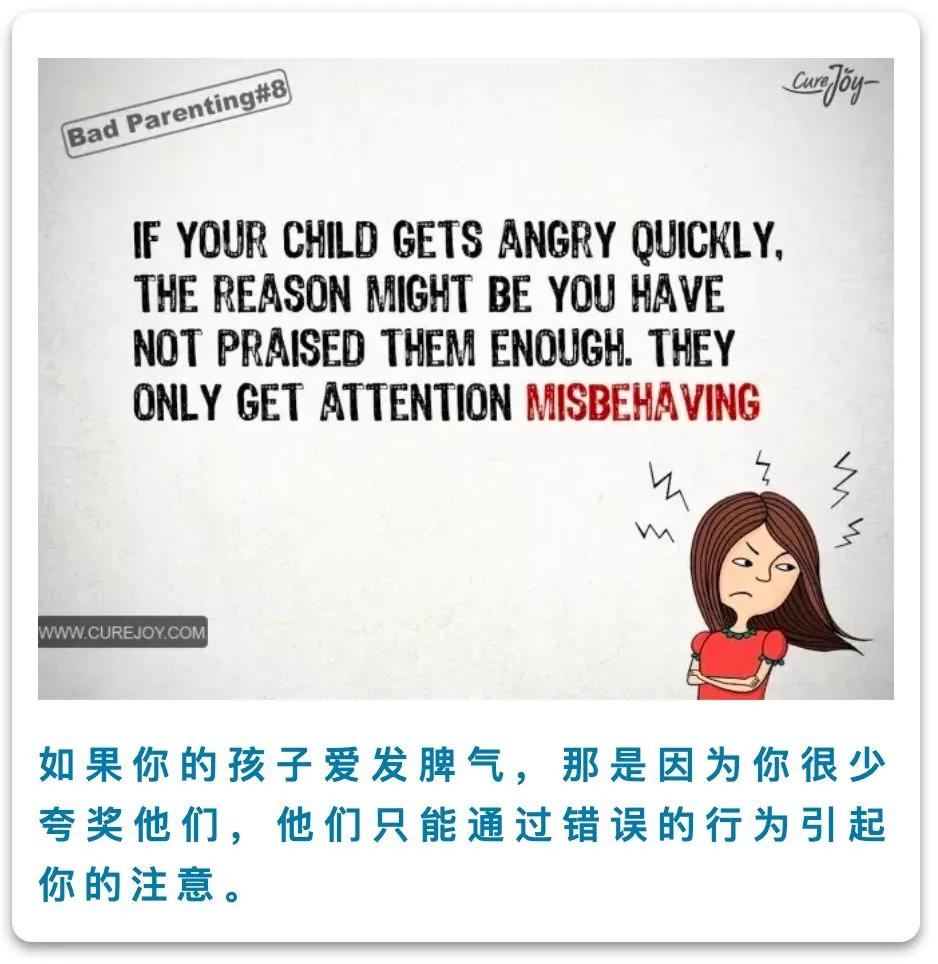 Bad Parenting#8
CureJoy
IF YOUR CHILD GETS ANGRY QUICKLY,
THE REASON MIGHT BE YOU HAVE
NOT PRAISED THEM ENOUGH. THEY
ONLY GET ATTENTION MISBEHAVING
WWW.CUREJOY.COM
如果你的孩子爱发脾气，那是因为你很少
夸奖他们，他们只能通过错误的行为引起
你的注意。